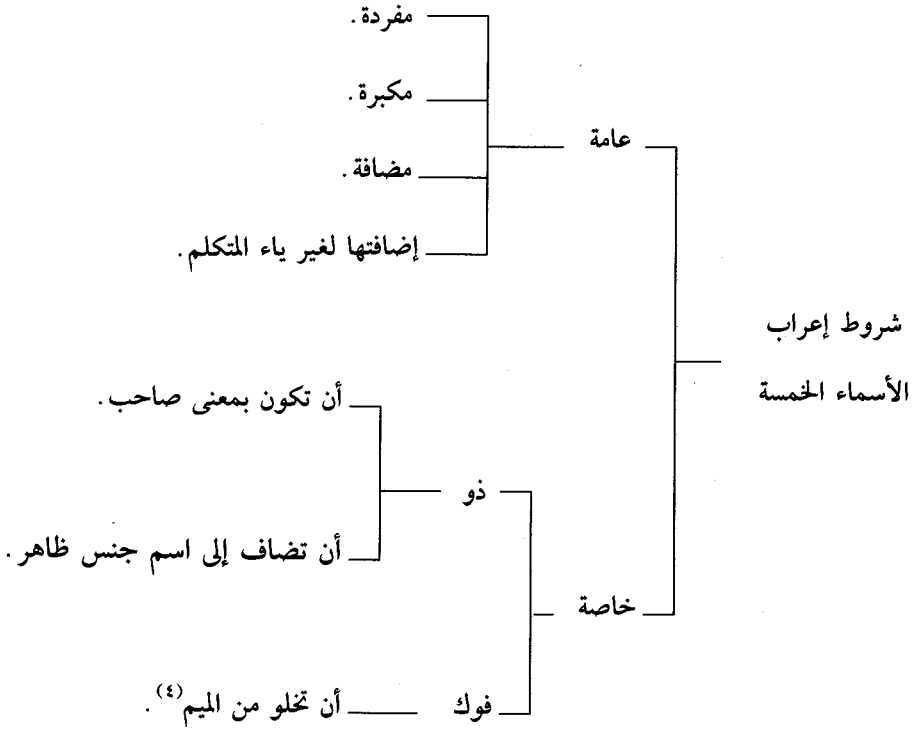 شروط إعراب
الأسماء الخمسة
عامة
مفردة .
مكبرة .
مضافة .
إضافتها لغير ياء المتكلم .
خاصة
ذو
أن تكون بمعنى صاحب .
أن تضاف إلى اسم جنس ظاهر .
فوك
أن تخلو من الميم(٤) .